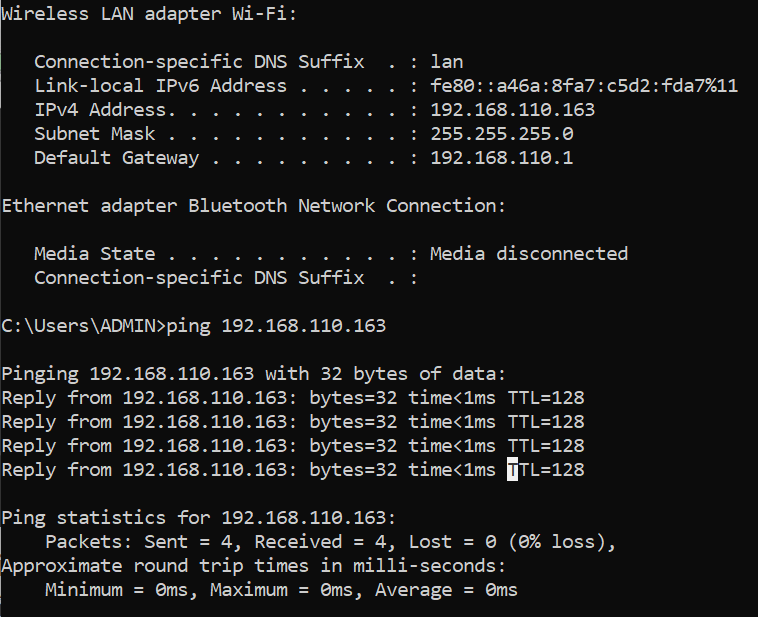 Wireless LAN adapter Wi-Fi:
Connection-specific DNS Suffix  . : lan
Link-local IPv6 Address . . . . . : fe80::a46a:8fa7:c5d2:fda7%11
IPv4 Address. . . . . . . . . . . : 192.168.110.163
Subnet Mask . . . . . . . . . . . : 255.255.255.0
Default Gateway . . . . . . . . . : 192.168.110.1
Ethernet adapter Bluetooth Network Connection:
Media State . . . . . . . . . . . : Media disconnected
Connection-specific DNS Suffix  . :
C:\Users\ADMIN>ping 192.168.110.163
Pinging 192.168.110.163 with 32 bytes of data:
Reply from 192.168.110.163: bytes=32 time<1ms TTL=128
Reply from 192.168.110.163: bytes=32 time<1ms TTL=128
Reply from 192.168.110.163: bytes=32 time<1ms TTL=128
Reply from 192.168.110.163: bytes=32 time<1ms TTL=128
Ping statistics for 192.168.110.163:
Packets: Sent = 4, Received = 4, Lost = 0 (0% loss),
Approximate round trip times in milli-seconds:
Minimum = 0ms, Maximum = 0ms, Average = 0ms